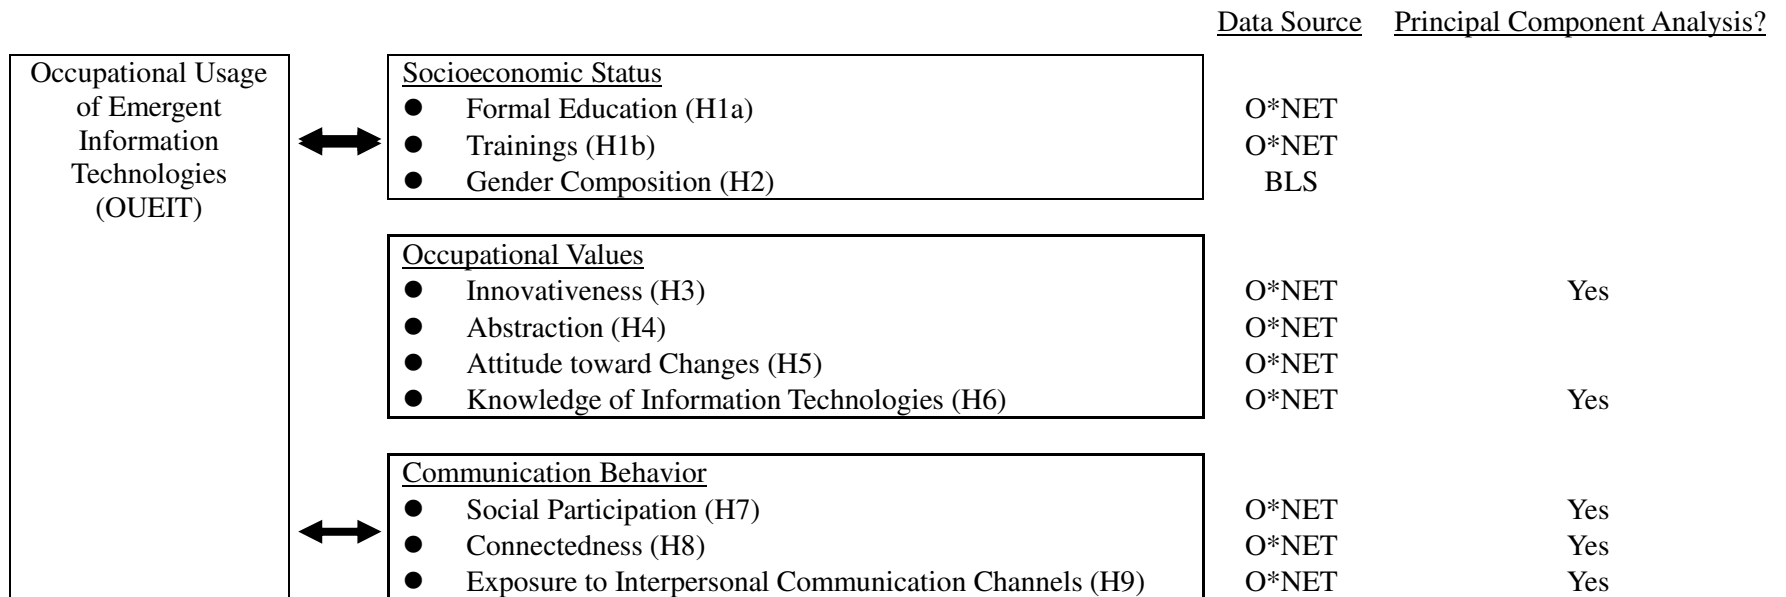 Data Source Principal Component Analysis?
Occupational Usage
of Emergent
Information
Technologies
(OUEIT)
Socioeconomic Status
● Formal Education (H1a) O*NET
● Trainings (H1b) O*NET
● Gender Composition (H2) BLS
Occupational Values
● Innovativeness (H3) O*NET Yes
● Abstraction (H4) O*NET
● Attitude toward Changes (H5) O*NET
● Knowledge of Information Technologies (H6) O*NET Yes
Communication Behavior
● Social Participation (H7) O*NET Yes
● Connectedness (H8) O*NET Yes
● Exposure to Interpersonal Communication Channels (H9) O*NET Yes